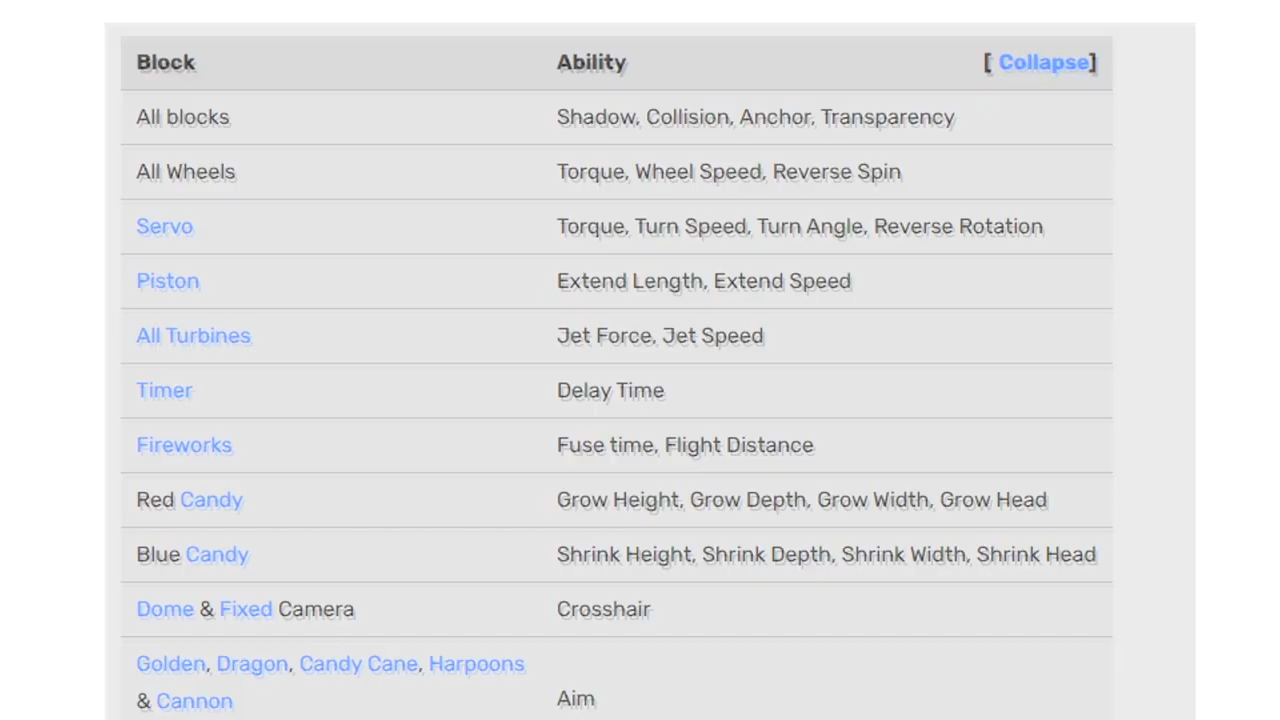 Block Ability [ Collapse]
All blocks Shadow, Collision, Anchor, Transparency
All Wheels Torque, Wheel Speed, Reverse Spin
Servo Torque, Turn Speed, Turn Angle, Reverse Rotation
Piston Extend Length, Extend Speed
All Turbines Jet Force, Jet Speed
Timer Delay Time
Fireworks Fuse time, Flight Distance
Red Candy Grow Height, Grow Depth, Grow Width, Grow Head
Blue Candy Shrink Height, Shrink Depth, Shrink Width, Shrink Head
Dome & Fixed Camera Crosshair
Golden, Dragon, Candy Cane, Harpoons
& Cannon Aim